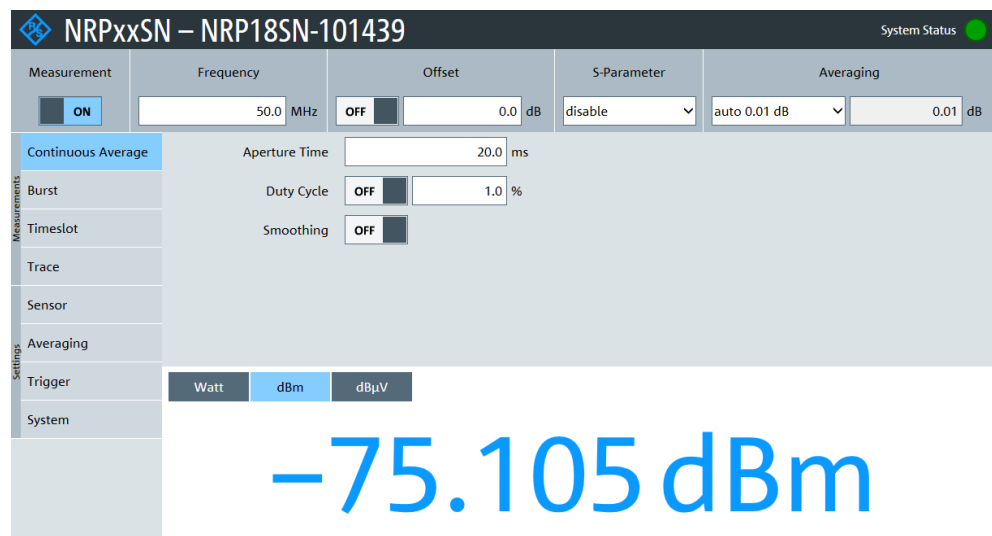 R&S NRPxxSN – NRP18SN-101439 System Status
Measurement Frequency Offset S-Parameter Averaging
ON 50.0 MHz OFF 0.0 dB disable auto 0.01 dB 0.01 dB
Measurements
Continuous Average
Burst
Timeslot
Trace
Settings
Sensor
Averaging
Trigger
System
Aperture Time 20.0 ms
Duty Cycle OFF 1.0 %
Smoothing OFF
Watt dBm dBµV
−75.105 dBm